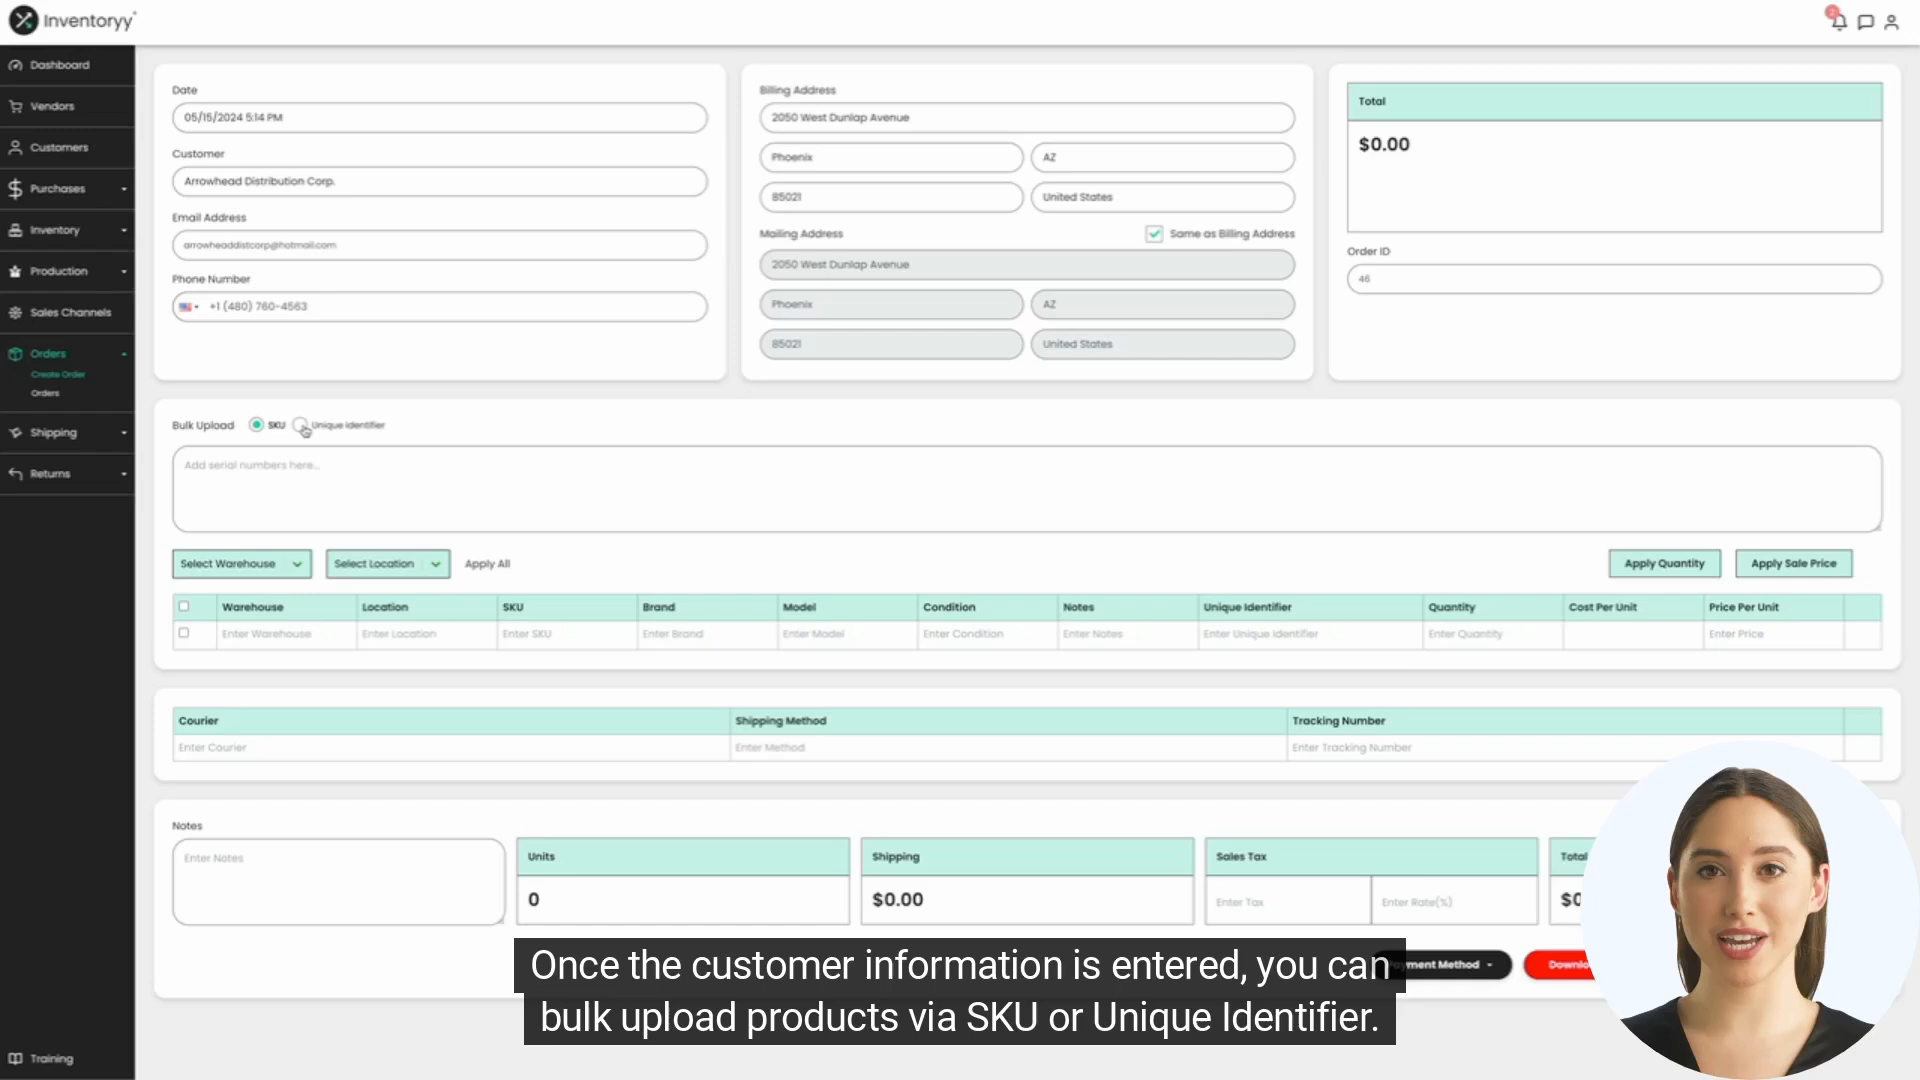 Inventoryy
2
Dashboard
Vendors
Customers
Purchases
Inventory
Production
Sales Channels
Orders
Create Order
Orders
Shipping
Returns
Training
Date
05/15/2024 5:14 PM
Customer
Arrowhead Distribution Corp.
Email Address
arrowheaddistcorp@hotmail.com
Phone Number
+1 (480) 760-4563
Billing Address
2050 West Dunlap Avenue
Phoenix AZ
85021 United States
Mailing Address Same as Billing Address
2050 West Dunlap Avenue
Phoenix AZ
85021 United States
Total
$0.00
Order ID
46
Bulk Upload SKU Unique Identifier
Add serial numbers here...
Select Warehouse Select Location Apply All Apply Quantity Apply Sale Price
Warehouse Location SKU Brand Model Condition Notes Unique Identifier Quantity Cost Per Unit Price Per Unit
Enter Warehouse Enter Location Enter SKU Enter Brand Enter Model Enter Condition Enter Notes Enter Unique Identifier Enter Quantity Enter Price
Courier Shipping Method Tracking Number
Enter Courier Enter Method Enter Tracking Number
Notes
Enter Notes
Units Shipping Sales Tax Total
0 $0.00 Enter Tax Enter Rate(%) $0
yment Method Downlo
Once the customer information is entered, you can
bulk upload products via SKU or Unique Identifier.